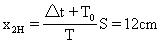 x₂H = (△t + T₀)/T S = 12cm